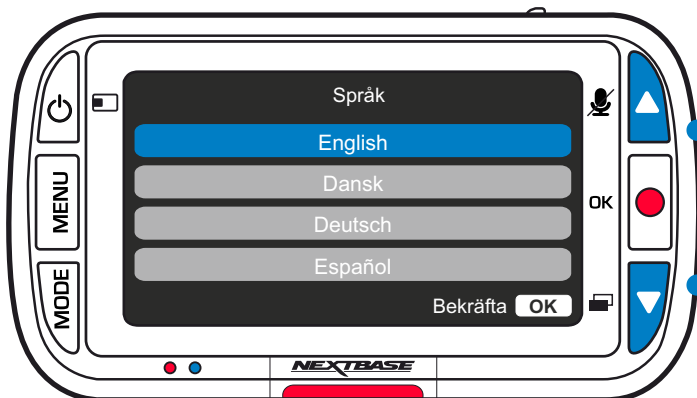 Språk
English
Dansk
Deutsch
Español
Bekräfta OK
MENU
MODE
OK
NEXTBASE